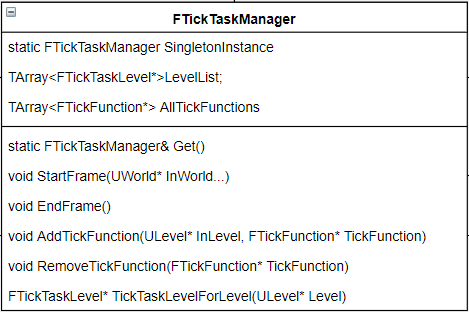 FTickTaskManager
static FTickTaskManager SingletonInstance
TArray<FTickTaskLevel*>LevelList;
TArray<FTickFunction*> AllTickFunctions
static FTickTaskManager& Get()
void StartFrame(UWorld* InWorld...)
void EndFrame()
void AddTickFunction(ULevel* InLevel, FTickFunction* TickFunction)
void RemoveTickFunction(FTickFunction* TickFunction)
FTickTaskLevel* TickTaskLevelForLevel(ULevel* Level)